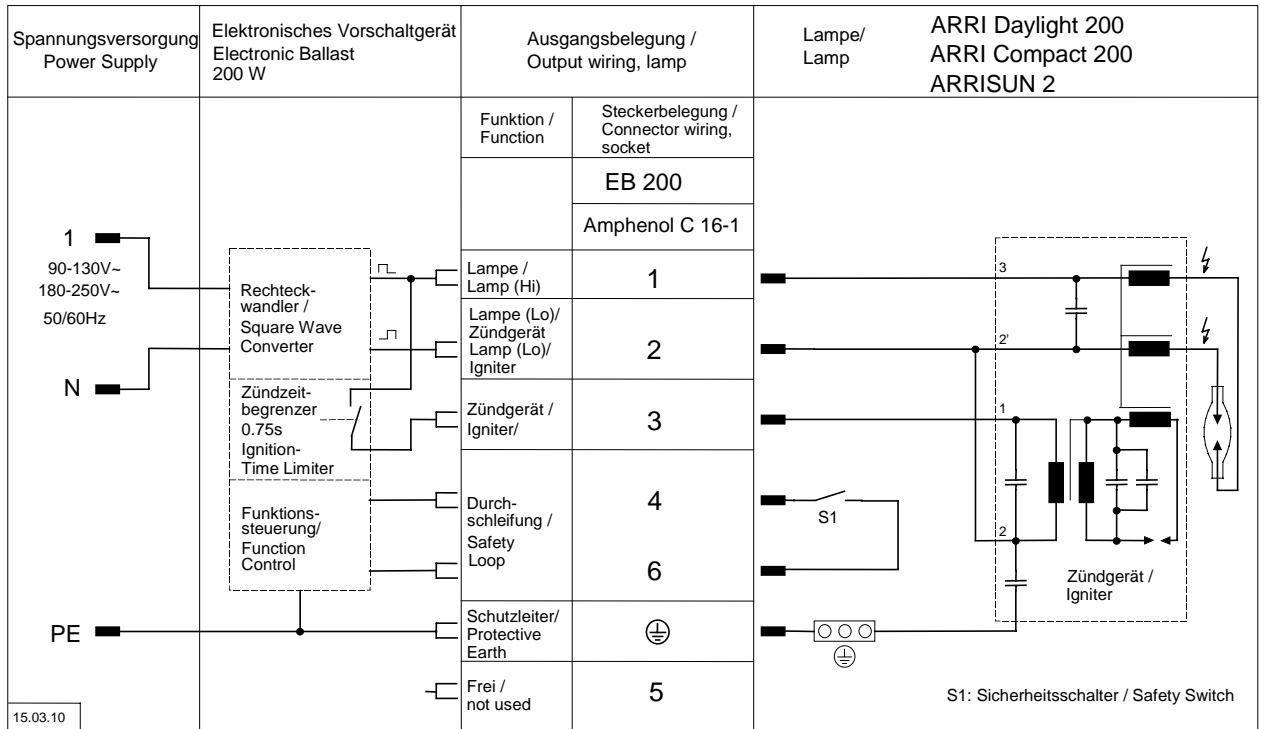 Spannungsversorgung
Power Supply
Elektronisches Vorschaltgerät
Electronic Ballast
200 W
Ausgangsbelegung /
Output wiring, lamp
Lampe/
Lamp
ARRI Daylight 200
ARRI Compact 200
ARRISUN 2
Funktion /
Function
Steckerbelegung /
Connector wiring,
socket
EB 200
Amphenol C 16-1
1
90-130V~
180-250V~
50/60Hz
N
PE
Rechteck-
wandler /
Square Wave
Converter
Zündzeit-
begrenzer
0.75s
Ignition-
Time Limiter
Funktions-
steuerung/
Function
Control
Lampe /
Lamp (Hi)
1
Lampe (Lo)/
Zündgerät
Lamp (Lo)/
Igniter
2
Zündgerät /
Igniter/
3
Durch-
schleifung /
Safety
Loop
4
6
Schutzleiter/
Protective
Earth
Frei /
not used
5
S1
3
2'
1
2
Zündgerät /
Igniter
S1: Sicherheitsschalter / Safety Switch
15.03.10